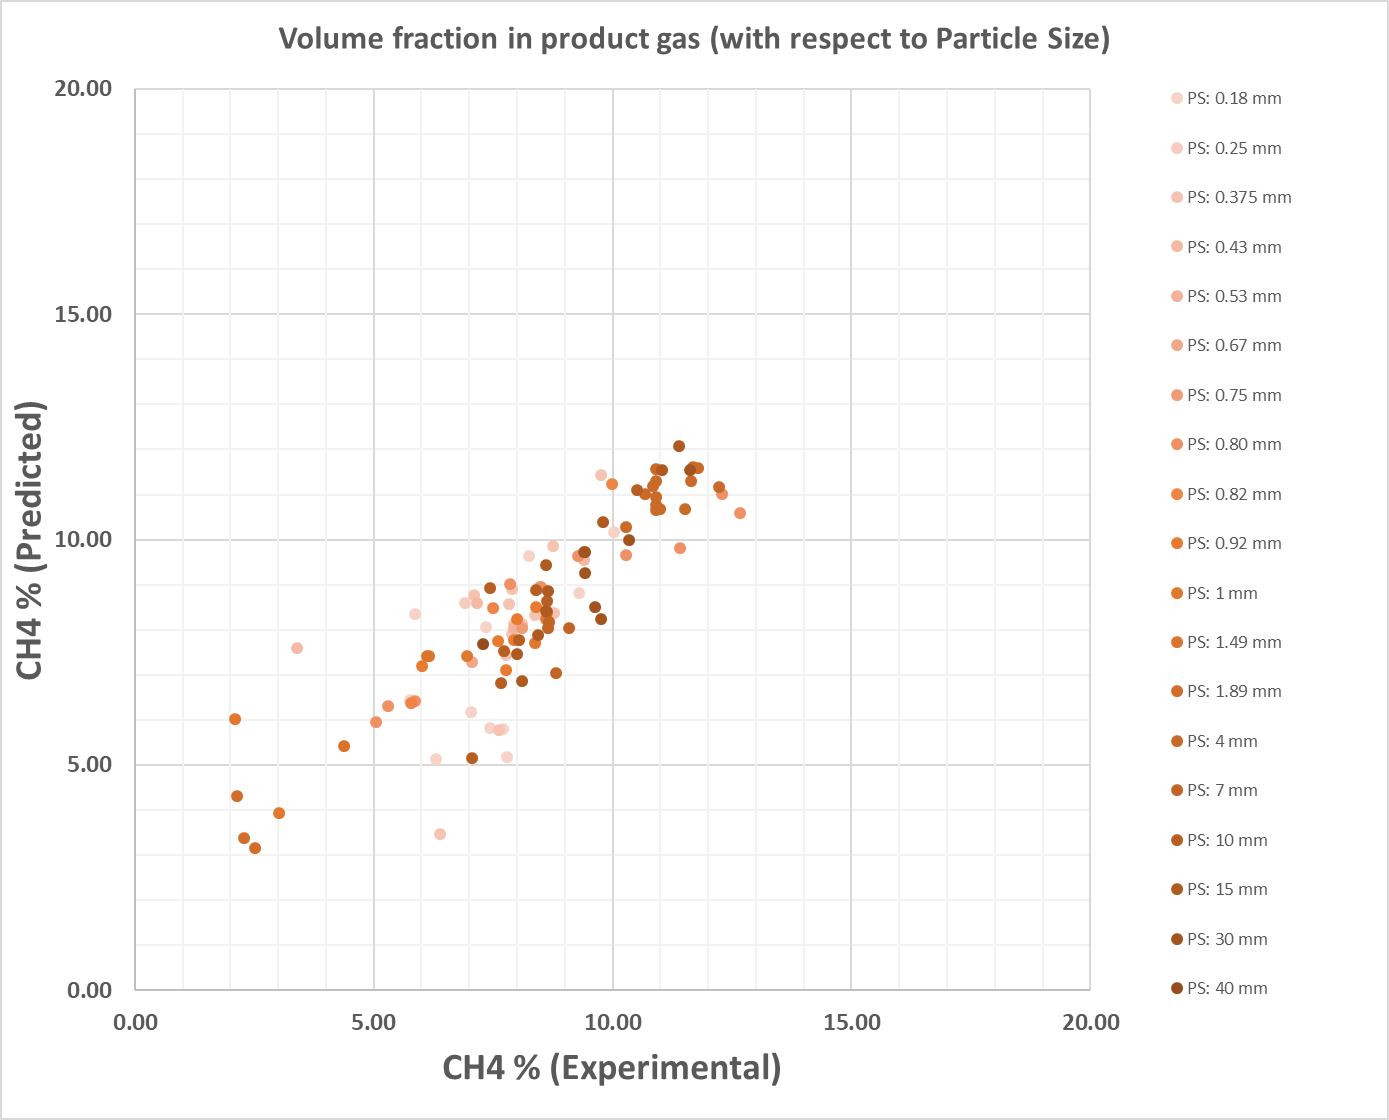 Volume fraction in product gas (with respect to Particle Size)
20.00
15.00
10.00
5.00
0.00
0.00 5.00 10.00 15.00 20.00
CH4 % (Predicted)
CH4 % (Experimental)
PS: 0.18 mm
PS: 0.25 mm
PS: 0.375 mm
PS: 0.43 mm
PS: 0.53 mm
PS: 0.67 mm
PS: 0.75 mm
PS: 0.80 mm
PS: 0.82 mm
PS: 0.92 mm
PS: 1 mm
PS: 1.49 mm
PS: 1.89 mm
PS: 4 mm
PS: 7 mm
PS: 10 mm
PS: 15 mm
PS: 30 mm
PS: 40 mm